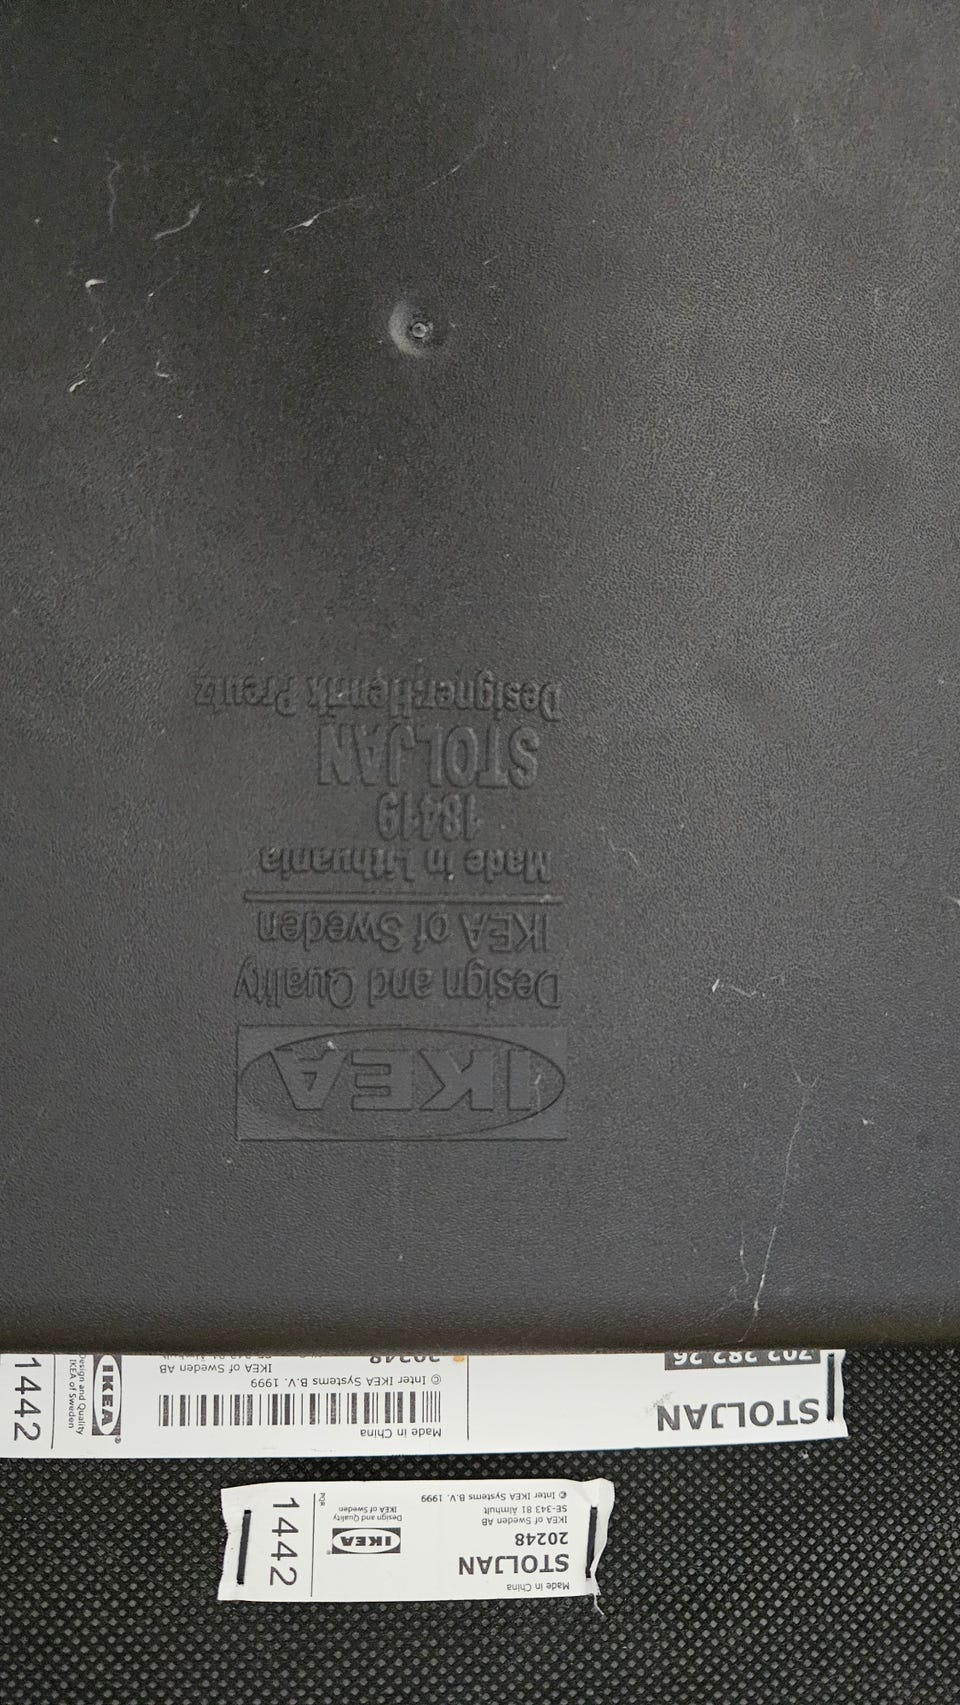 IKEA
Design and Quality
IKEA of Sweden
Made in Lithuania
18419
STOLJAN
Designer:Henrik Preutz
STOLJAN
702.282.26
Made in China
© Inter IKEA Systems B.V. 1999
IKEA of Sweden AB
20248
IKEA®
Design and Quality
IKEA of Sweden
1442
Made in China
STOLJAN
20248
IKEA of Sweden AB
SE-343 81 Älmhult
© Inter IKEA Systems B.V. 1999
IKEA®
Design and Quality
IKEA of Sweden
PQR
1442